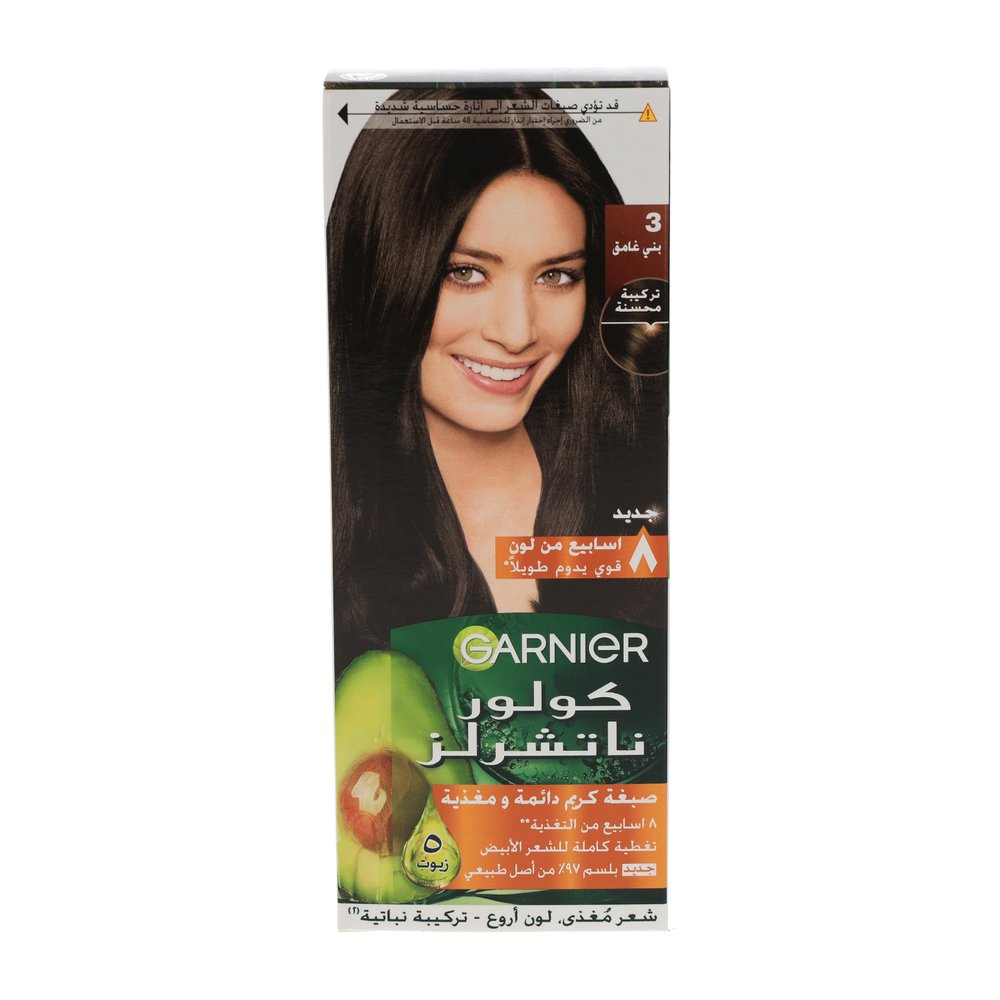 قد تؤدي صبغات الشعر إلى اثارة حساسية شديدة
من الضروري إجراء إختبار إنذار للحساسية 48 ساعة قبل الاستعمال
3
بني غامق
تركيبة
محسنة
جديد
٨ اسابيع من لون
قوي يدوم طويلاً*
GARNIER
كولور
ناتشرلز
صبغة كريم دائمة و مغذية
٨ اسابيع من التغذية**
تغطية كاملة للشعر الأبيض
جديد بلسم ٩٧٪ من أصل طبيعي
٥
زيوت
شعر مُغذى، لون أروع - تركيبة نباتية(٢)